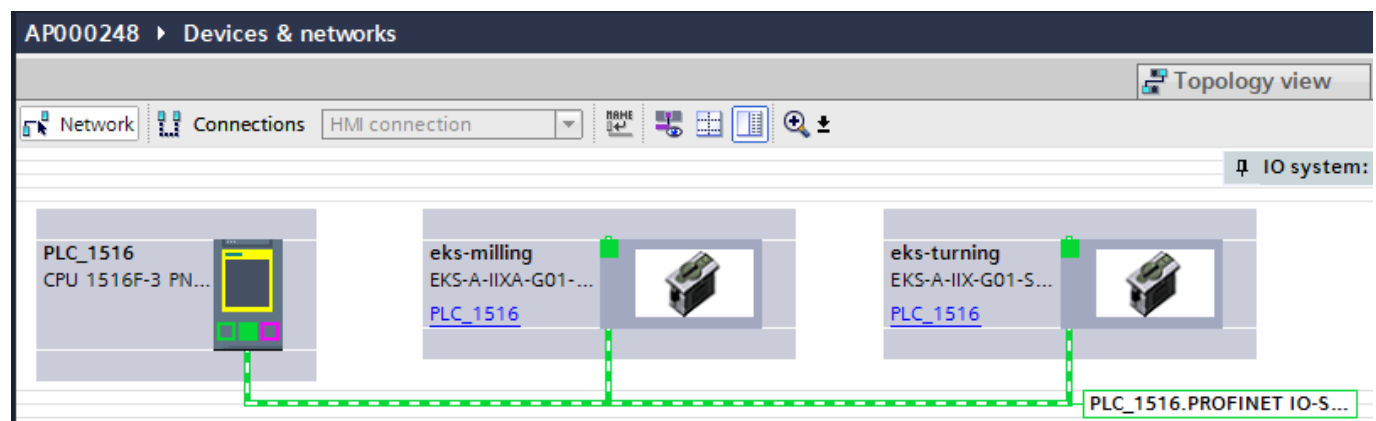 AP000248 ▸ Devices & networks
Topology view
Network Connections HMI connection
NAME
IO system:
PLC_1516
CPU 1516F-3 PN...
eks-milling
EKS-A-IIXA-G01-...
PLC_1516
eks-turning
EKS-A-IIX-G01-S...
PLC_1516
PLC_1516.PROFINET IO-S...